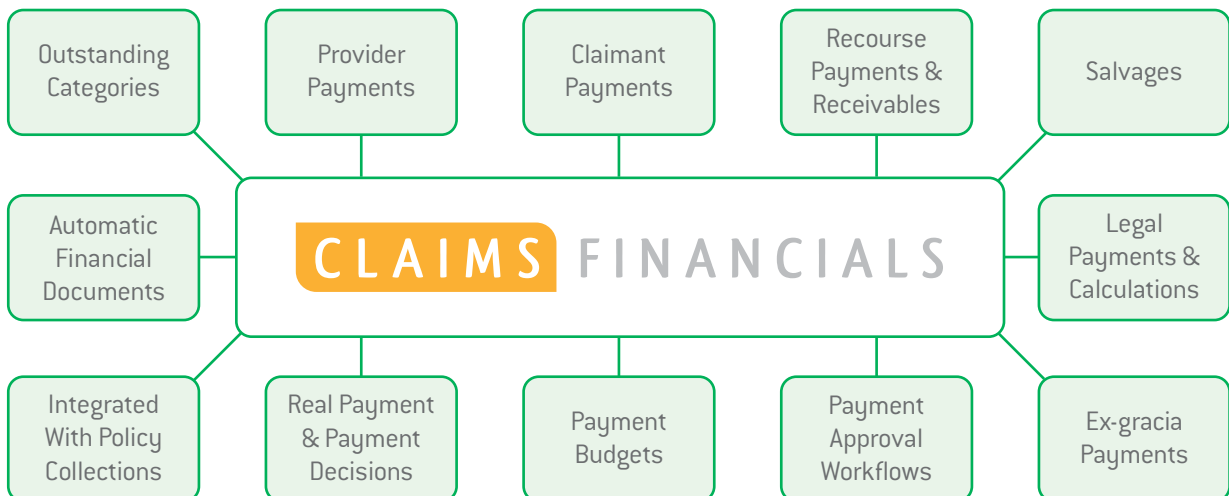 Outstanding
Categories
Provider
Payments
Claimant
Payments
Recourse
Payments &
Receivables
Salvages
Automatic
Financial
Documents
CLAIMS FINANCIALS
Legal
Payments &
Calculations
Integrated
With Policy
Collections
Real Payment
& Payment
Decisions
Payment
Budgets
Payment
Approval
Workflows
Ex-gracia
Payments